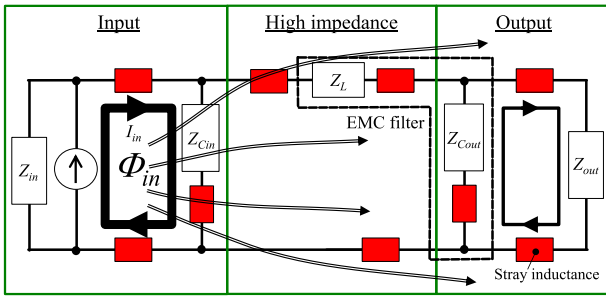 Input
High impedance
Output
Z_L
I_in
Z_Cin
EMC filter
Z_Cout
Z_in
Φ_in
Z_out
Stray inductance